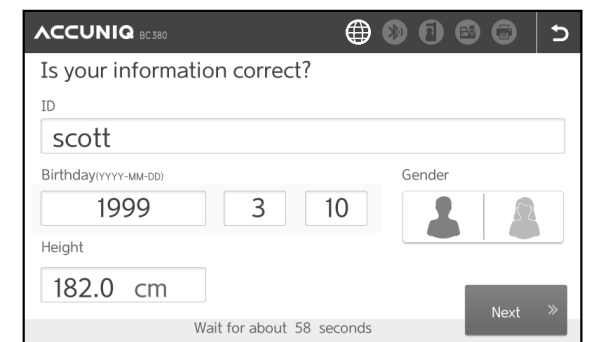 ACCUNIQ BC380
Is your information correct?
ID
scott
Birthday(YYYY-MM-DD) Gender
1999 3 10
Height
182.0 cm
Next »
Wait for about 58 seconds